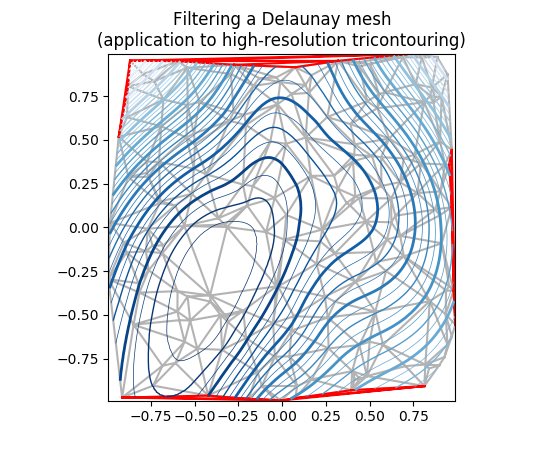 Filtering a Delaunay mesh
(application to high-resolution tricontouring)
0.75
0.50
0.25
0.00
−0.25
−0.50
−0.75
−0.75 −0.50 −0.25 0.00 0.25 0.50 0.75